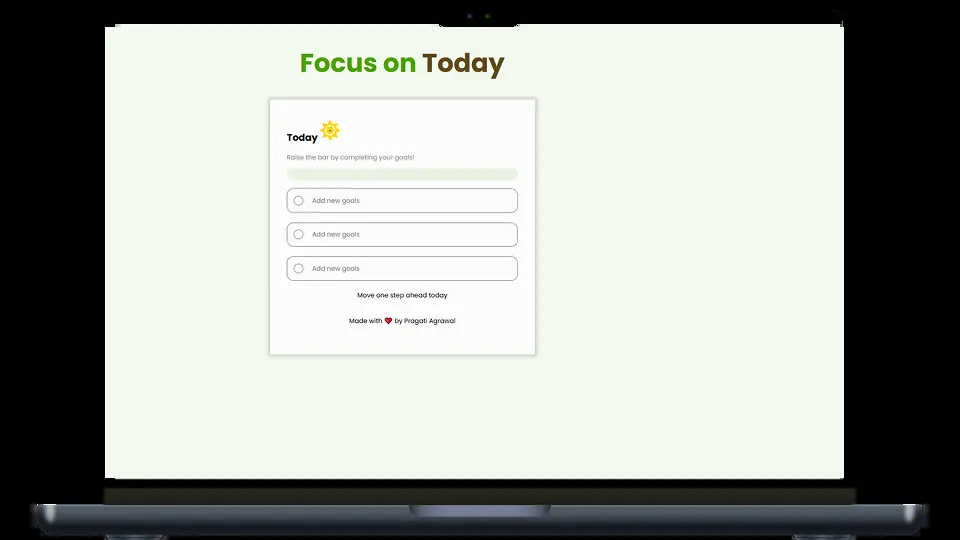 Focus on Today
Today
Raise the bar by completing your goals!
Add new goals
Add new goals
Add new goals
Move one step ahead today
Made with ❤ by Pragati Agrawal